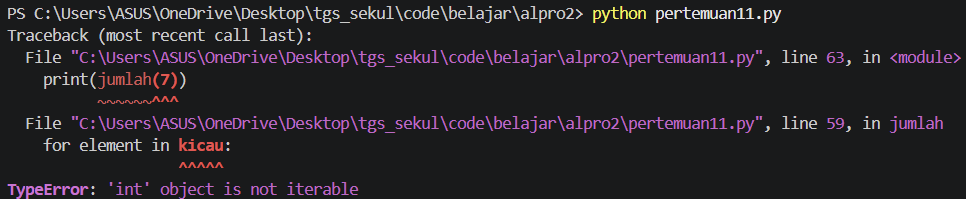 PS C:\Users\ASUS\OneDrive\Desktop\tgs_sekul\code\belajar\alpro2> python pertemuan11.py
Traceback (most recent call last):
  File "C:\Users\ASUS\OneDrive\Desktop\tgs_sekul\code\belajar\alpro2\pertemuan11.py", line 63, in <module>
    print(jumlah(7))
          ~~~~~~^^^
  File "C:\Users\ASUS\OneDrive\Desktop\tgs_sekul\code\belajar\alpro2\pertemuan11.py", line 59, in jumlah
    for element in kicau:
                   ^^^^^
TypeError: 'int' object is not iterable